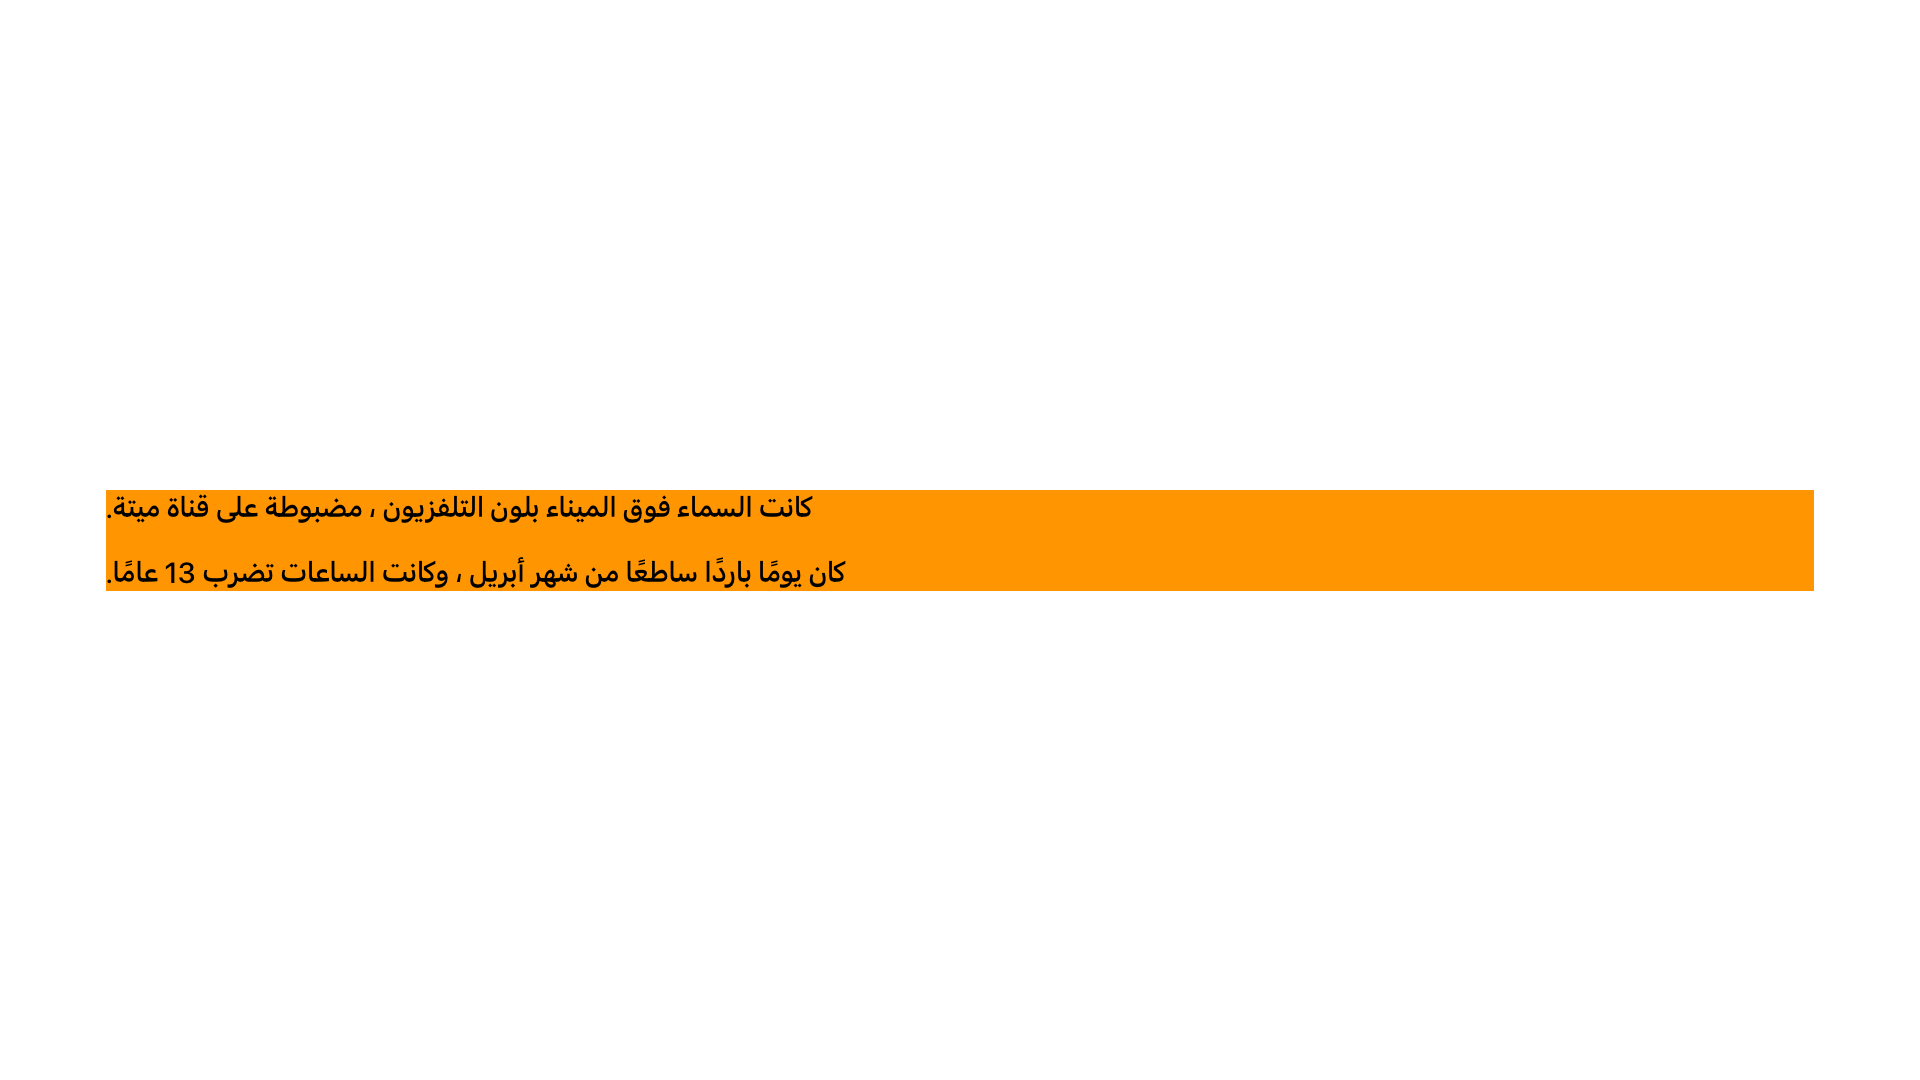 كانت السماء فوق الميناء بلون التلفزيون ، مضبوطة على قناة ميتة.
كان يومًا باردًا ساطعًا من شهر أبريل ، وكانت الساعات تضرب 13 عامًا.